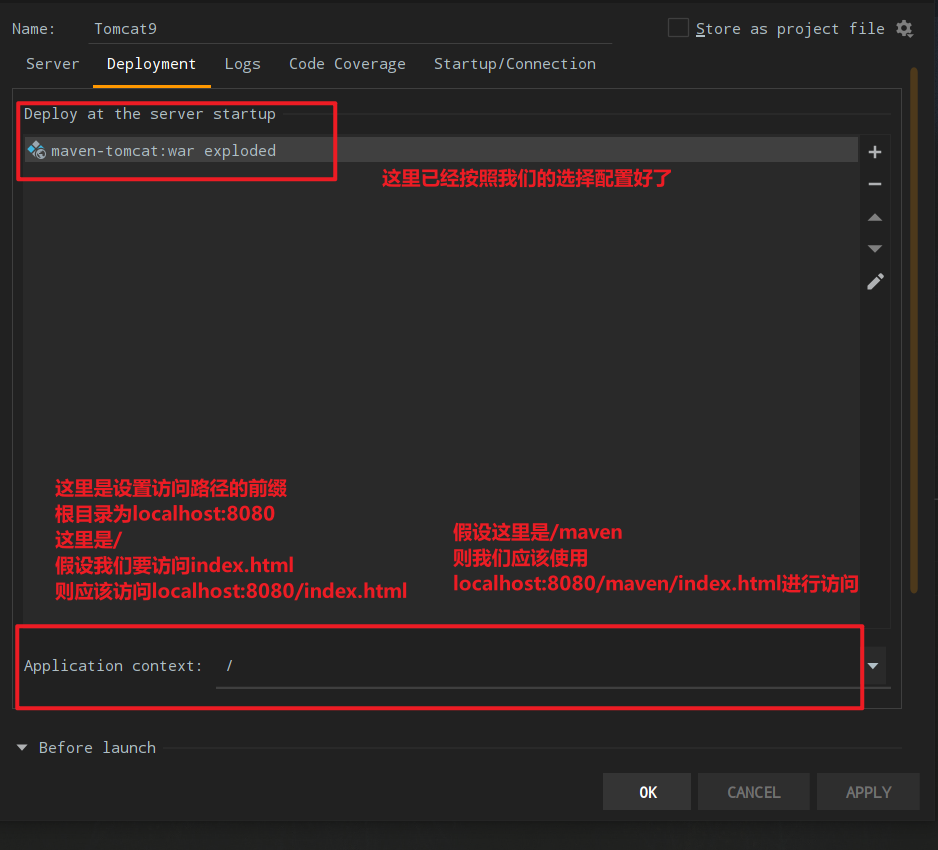 Name: Tomcat9 Store as project file
Server Deployment Logs Code Coverage Startup/Connection
Deploy at the server startup
maven-tomcat:war exploded
这里已经按照我们的选择配置好了
这里是设置访问路径的前缀
根目录为localhost:8080
这里是/
假设我们要访问index.html
则应该访问localhost:8080/index.html
假设这里是/maven
则我们应该使用
localhost:8080/maven/index.html进行访问
Application context: /
Before launch
OK CANCEL APPLY